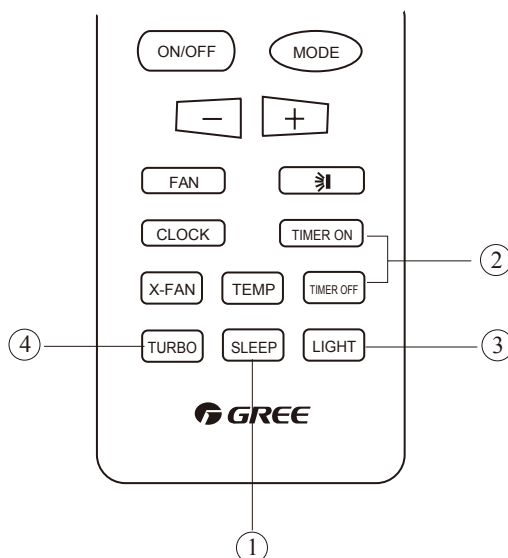 ON/OFF MODE
− +
FAN
CLOCK TIMER ON
②
X-FAN TEMP TIMER OFF
④ TURBO SLEEP LIGHT ③
GREE
①